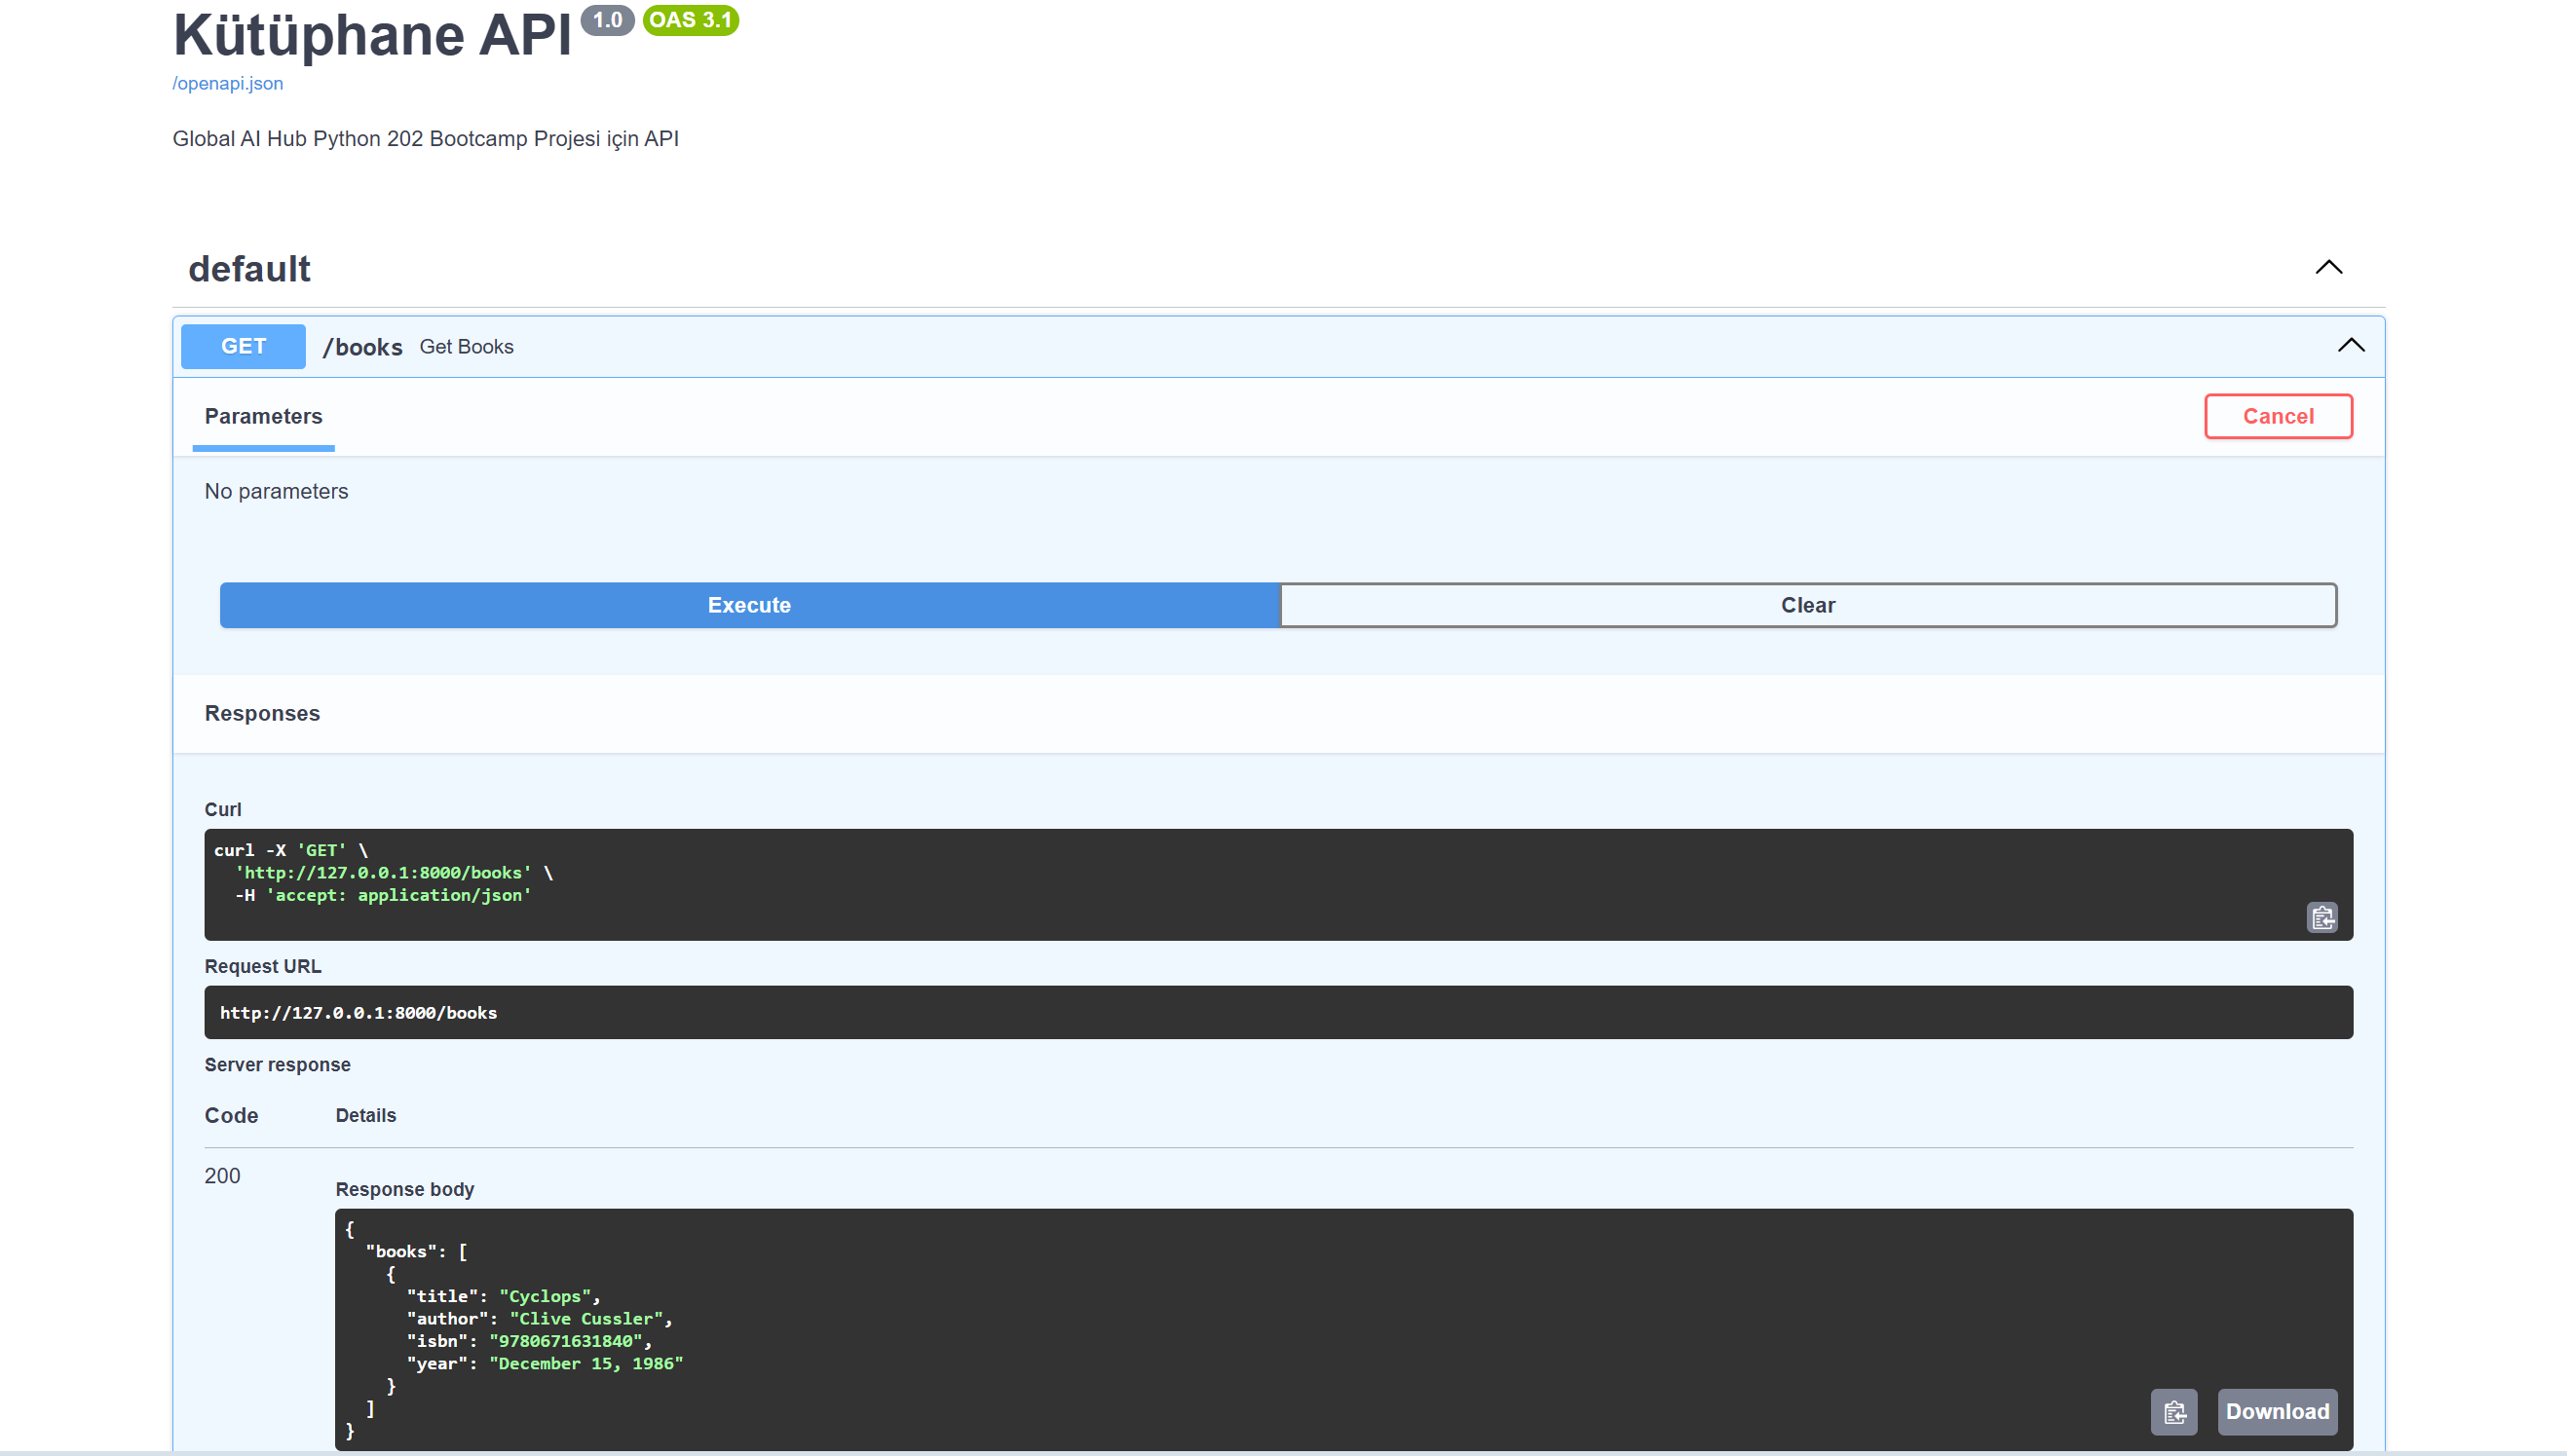 Kütüphane API 1.0 OAS 3.1
/openapi.json
Global AI Hub Python 202 Bootcamp Projesi için API
default
GET /books Get Books
Parameters Cancel
No parameters
Execute Clear
Responses
Curl
curl -X 'GET' \
  'http://127.0.0.1:8000/books' \
  -H 'accept: application/json'
Request URL
http://127.0.0.1:8000/books
Server response
Code Details
200
Response body
{
  "books": [
    {
      "title": "Cyclops",
      "author": "Clive Cussler",
      "isbn": "9780671631840",
      "year": "December 15, 1986"
    }
  ]
}
Download